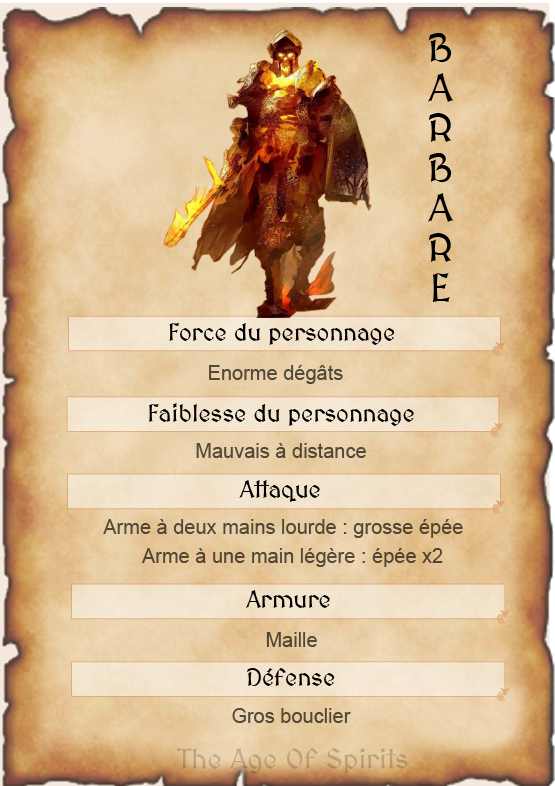 BARBARE
Force du personnage
Enorme dégâts
Faiblesse du personnage
Mauvais à distance
Attaque
Arme à deux mains lourde : grosse épée
Arme à une main légère : épée x2
Armure
Maille
Défense
Gros bouclier
The Age Of Spirits